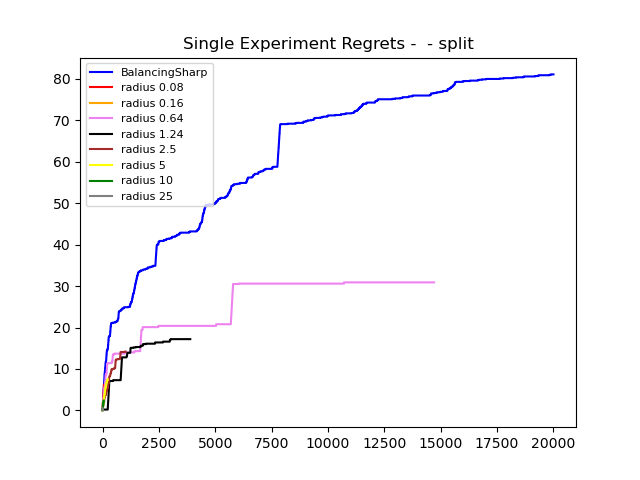 Single Experiment Regrets -  - split
80
70
60
50
40
30
20
10
0
BalancingSharp
radius 0.08
radius 0.16
radius 0.64
radius 1.24
radius 2.5
radius 5
radius 10
radius 25
0 2500 5000 7500 10000 12500 15000 17500 20000